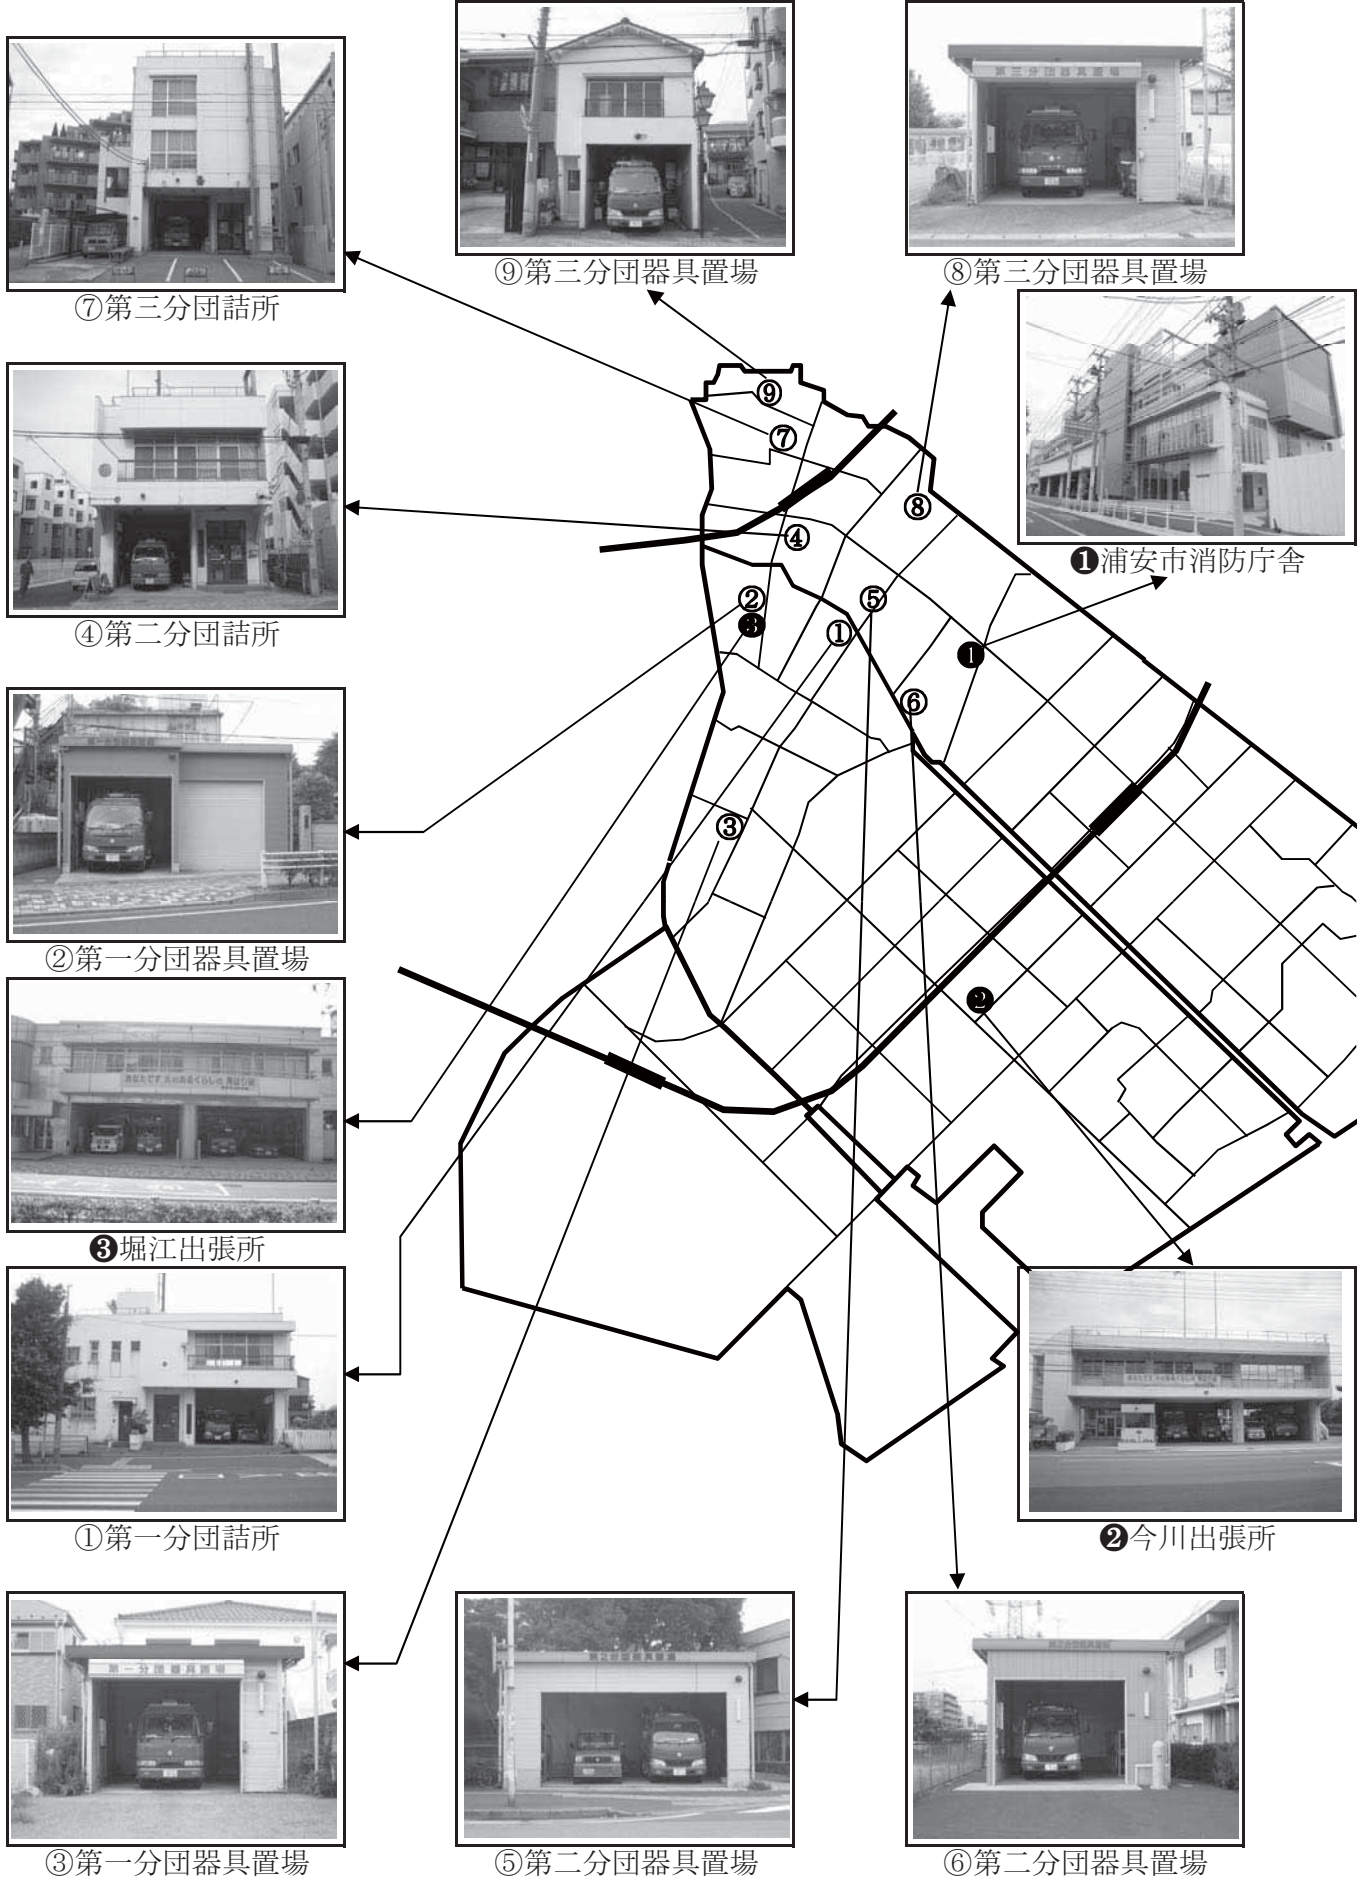 ⑦第三分団詰所
⑨第三分団器具置場
第三分団器具置場
⑧第三分団器具置場
❶浦安市消防庁舎
④第二分団詰所
②第一分団器具置場
❸堀江出張所
①第一分団詰所
❷今川出張所
第一分団器具置場
③第一分団器具置場
⑤第二分団器具置場
⑥第二分団器具置場
⑨
⑦
⑧
④
②
❸
⑤
①
❶
⑥
③
❷